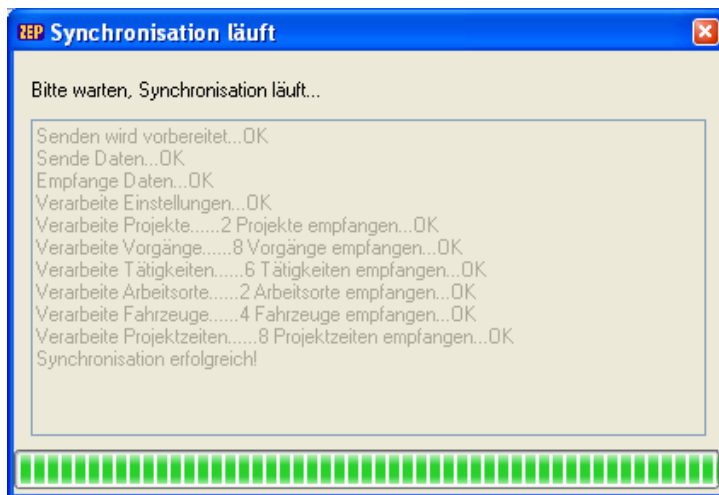 ZEP Synchronisation läuft
Bitte warten, Synchronisation läuft...
Senden wird vorbereitet...OK
Sende Daten...OK
Empfange Daten...OK
Verarbeite Einstellungen...OK
Verarbeite Projekte......2 Projekte empfangen...OK
Verarbeite Vorgänge......8 Vorgänge empfangen...OK
Verarbeite Tätigkeiten......6 Tätigkeiten empfangen...OK
Verarbeite Arbeitsorte......2 Arbeitsorte empfangen...OK
Verarbeite Fahrzeuge......4 Fahrzeuge empfangen...OK
Verarbeite Projektzeiten......8 Projektzeiten empfangen...OK
Synchronisation erfolgreich!